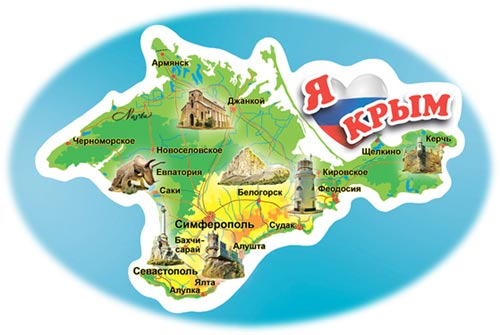 Армянск
Джанкой
Я
КРЫМ
Черноморское
Новоселовское
Керчь
Щелкино
Евпатория
Саки
Белогорск
Кировское
Феодосия
Симферополь
Судак
Бахчи-
сарай
Алушта
Севастополь
Ялта
Алупка